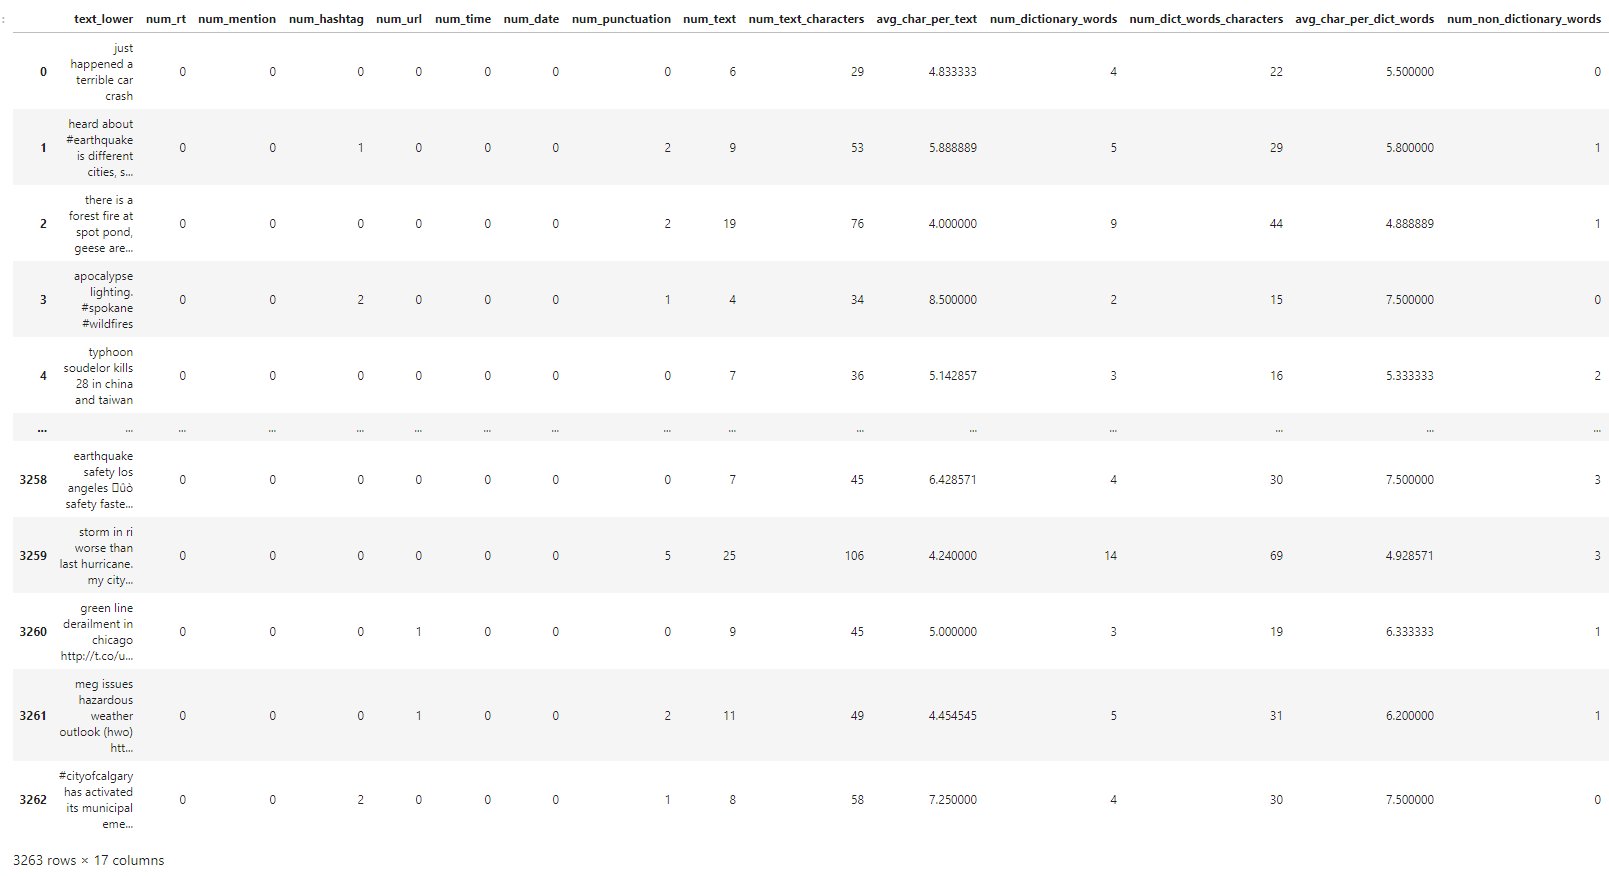 :
text_lower num_rt num_mention num_hashtag num_url num_time num_date num_punctuation num_text num_text_characters avg_char_per_text num_dictionary_words num_dict_words_characters avg_char_per_dict_words num_non_dictionary_words
just
happened a
0 0 0 0 0 0 0 0 6 29 4.833333 4 22 5.500000 0
terrible car
crash
heard about
#earthquake
1 0 0 1 0 0 0 2 9 53 5.888889 5 29 5.800000 1
is different
cities, s...
there is a
forest fire at
2 0 0 0 0 0 0 2 19 76 4.000000 9 44 4.888889 1
spot pond,
geese are...
apocalypse
lighting.
3 0 0 2 0 0 0 1 4 34 8.500000 2 15 7.500000 0
#spokane
#wildfires
typhoon
soudelor kills
4 0 0 0 0 0 0 0 7 36 5.142857 3 16 5.333333 2
28 in china
and taiwan
... ... ... ... ... ... ... ... ... ... ... ... ... ... ... ...
earthquake
safety los
3258 0 0 0 0 0 0 0 7 45 6.428571 4 30 7.500000 3
angeles ûò
safety faste...
storm in ri
worse than
3259 0 0 0 0 0 0 5 25 106 4.240000 14 69 4.928571 3
last hurricane.
my city...
green line
derailment in
3260 0 0 0 1 0 0 0 9 45 5.000000 3 19 6.333333 1
chicago
http://t.co/u...
meg issues
hazardous
weather
3261 0 0 0 1 0 0 2 11 49 4.454545 5 31 6.200000 1
outlook (hwo)
htt...
#cityofcalgary
has activated
3262 0 0 2 0 0 0 1 8 58 7.250000 4 30 7.500000 0
its municipal
eme...
3263 rows × 17 columns